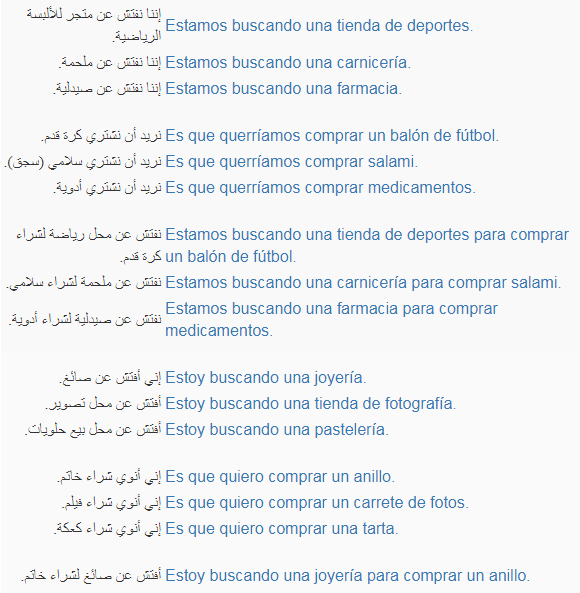 إننا نفتش عن متجر للألبسة
الرياضية.
Estamos buscando una tienda de deportes.
إننا نفتش عن ملحمة.
Estamos buscando una carnicería.
إننا نفتش عن صيدلية.
Estamos buscando una farmacia.
نريد أن نشتري كرة قدم.
Es que querríamos comprar un balón de fútbol.
نريد أن نشتري سلامي (سجق).
Es que querríamos comprar salami.
نريد أن نشتري أدوية.
Es que querríamos comprar medicamentos.
نفتش عن محل رياضة لشراء
كرة قدم.
Estamos buscando una tienda de deportes para comprar
un balón de fútbol.
نفتش عن ملحمة لشراء سلامي.
Estamos buscando una carnicería para comprar salami.
نفتش عن صيدلية لشراء أدوية.
Estamos buscando una farmacia para comprar
medicamentos.
إني أفتش عن صائغ.
Estoy buscando una joyería.
أفتش عن محل تصوير.
Estoy buscando una tienda de fotografía.
أفتش عن محل بيع حلويات.
Estoy buscando una pastelería.
إني أنوي شراء خاتم.
Es que quiero comprar un anillo.
إني أنوي شراء فيلم.
Es que quiero comprar un carrete de fotos.
إني أنوي شراء كعكة.
Es que quiero comprar una tarta.
أفتش عن صائغ لشراء خاتم.
Estoy buscando una joyería para comprar un anillo.